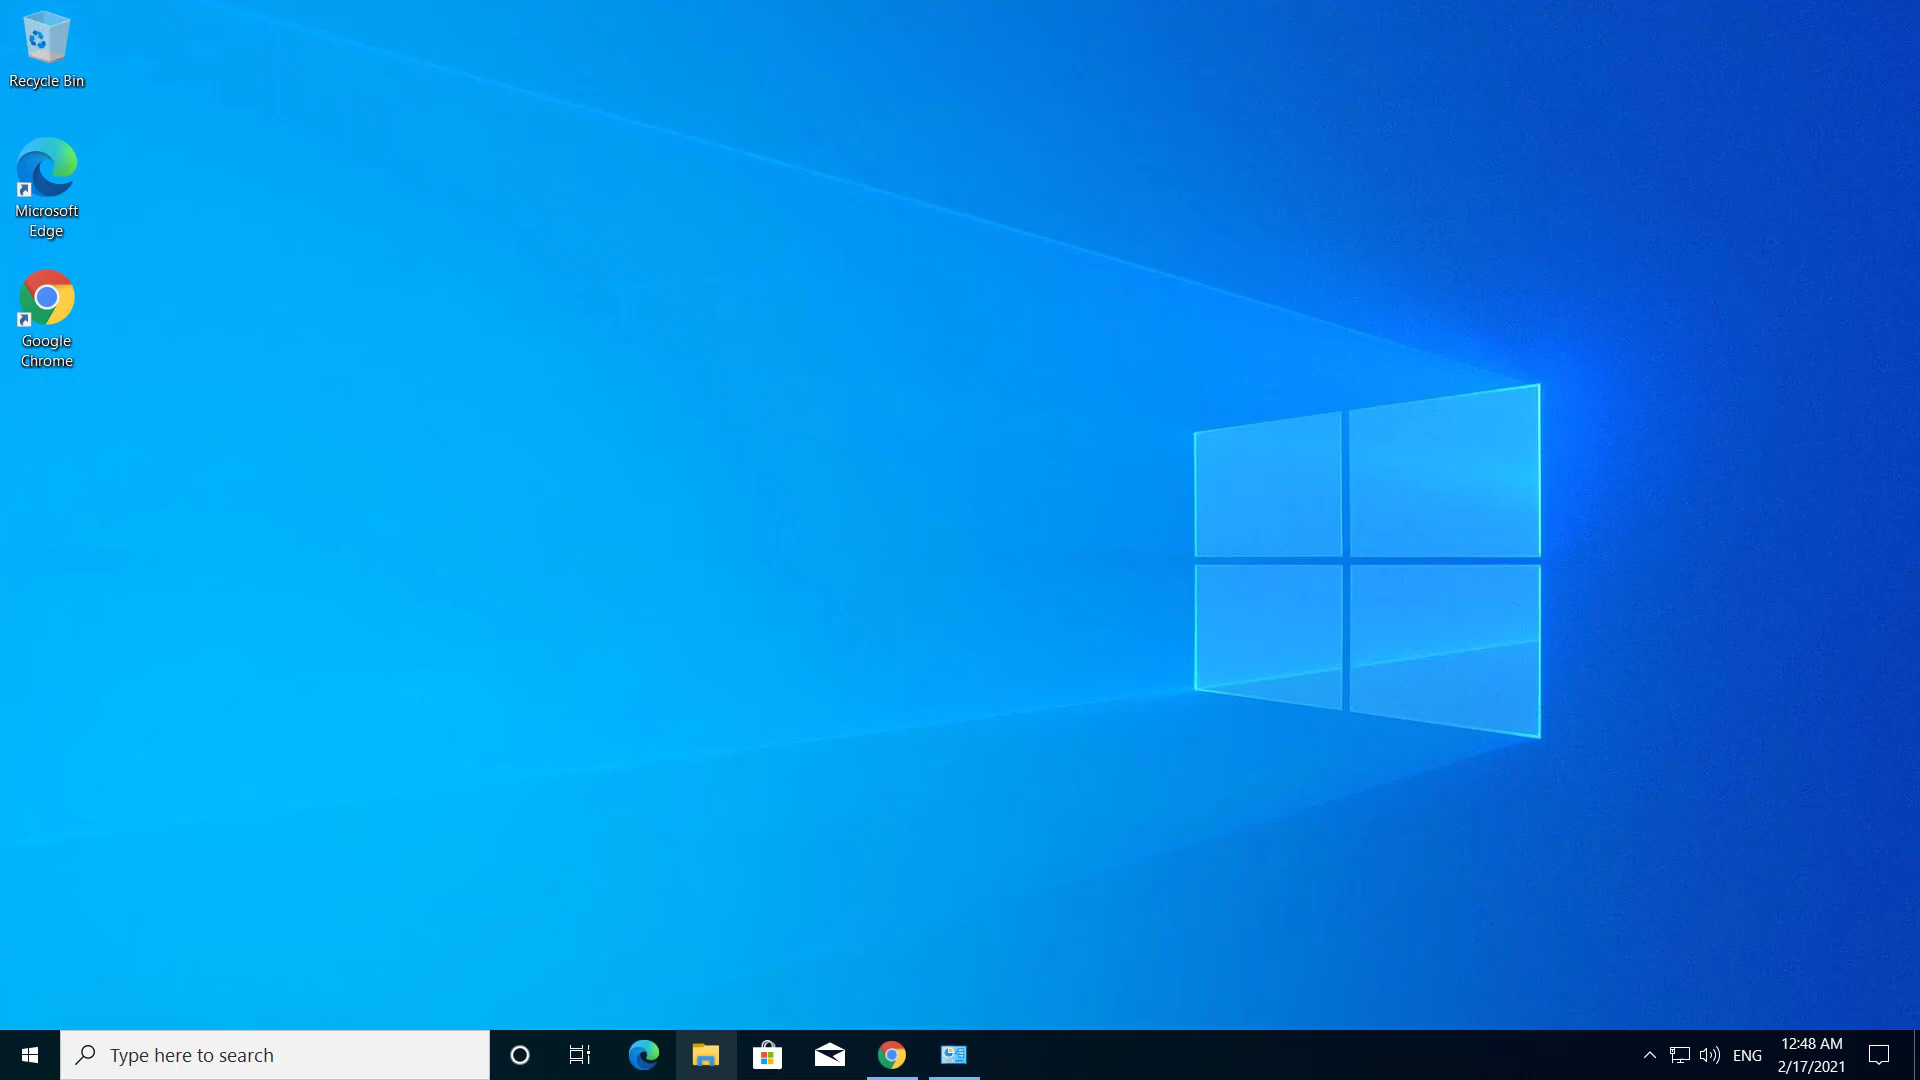 Recycle Bin
Microsoft
Edge
Google
Chrome
Type here to search
ENG
12:48 AM
2/17/2021